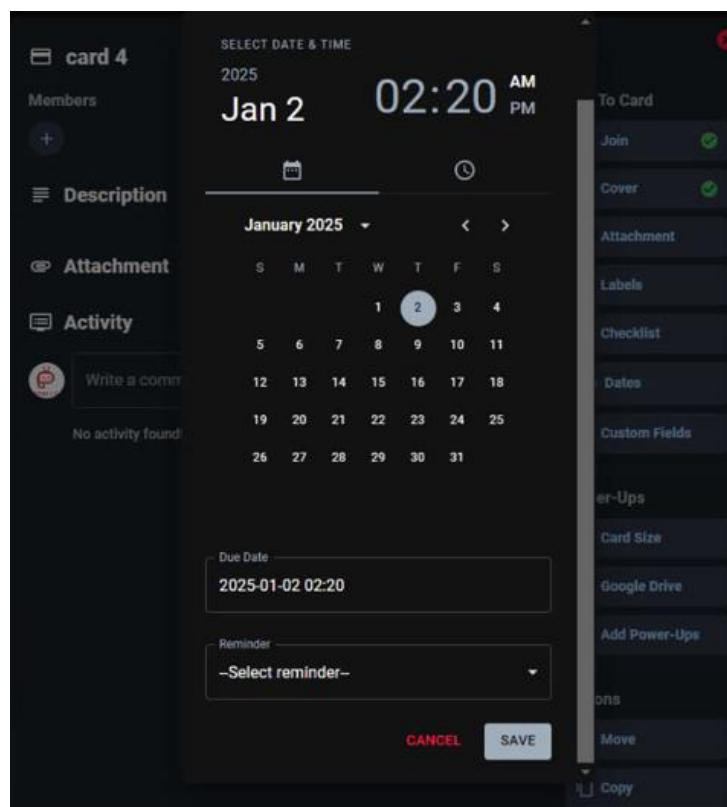 card 4
Members
+
Description
Attachment
Activity
Write a comm
No activity found!
SELECT DATE & TIME
2025
Jan 2
02:20
AM
PM
January 2025
S M T W T F S
1 2 3 4
5 6 7 8 9 10 11
12 13 14 15 16 17 18
19 20 21 22 23 24 25
26 27 28 29 30 31
Due Date
2025-01-02 02:20
Reminder
--Select reminder--
CANCEL
SAVE
To Card
Join
Cover
Attachment
Labels
Checklist
Dates
Custom Fields
er-Ups
Card Size
Google Drive
Add Power-Ups
ons
Move
Copy